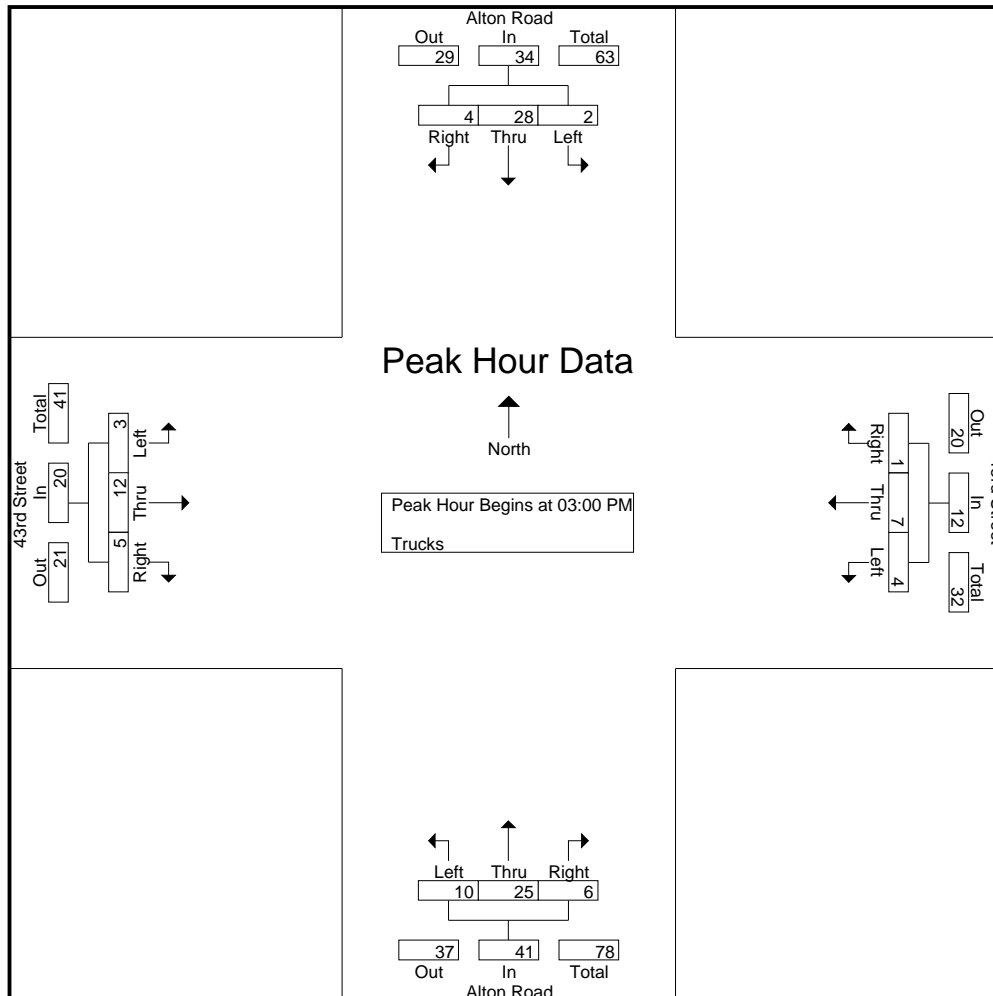 Alton Road
Out In Total
29 34 63
4 28 2
Right Thru Left
Peak Hour Data
North
Peak Hour Begins at 03:00 PM
Trucks
43rd Street
Total In Out
41 20 21
3 12 5
Left Thru Right
Out In Total
20 12 32
1 7 4
Right Thru Left
Left Thru Right
10 25 6
37 41 78
Out In Total
Alton Road